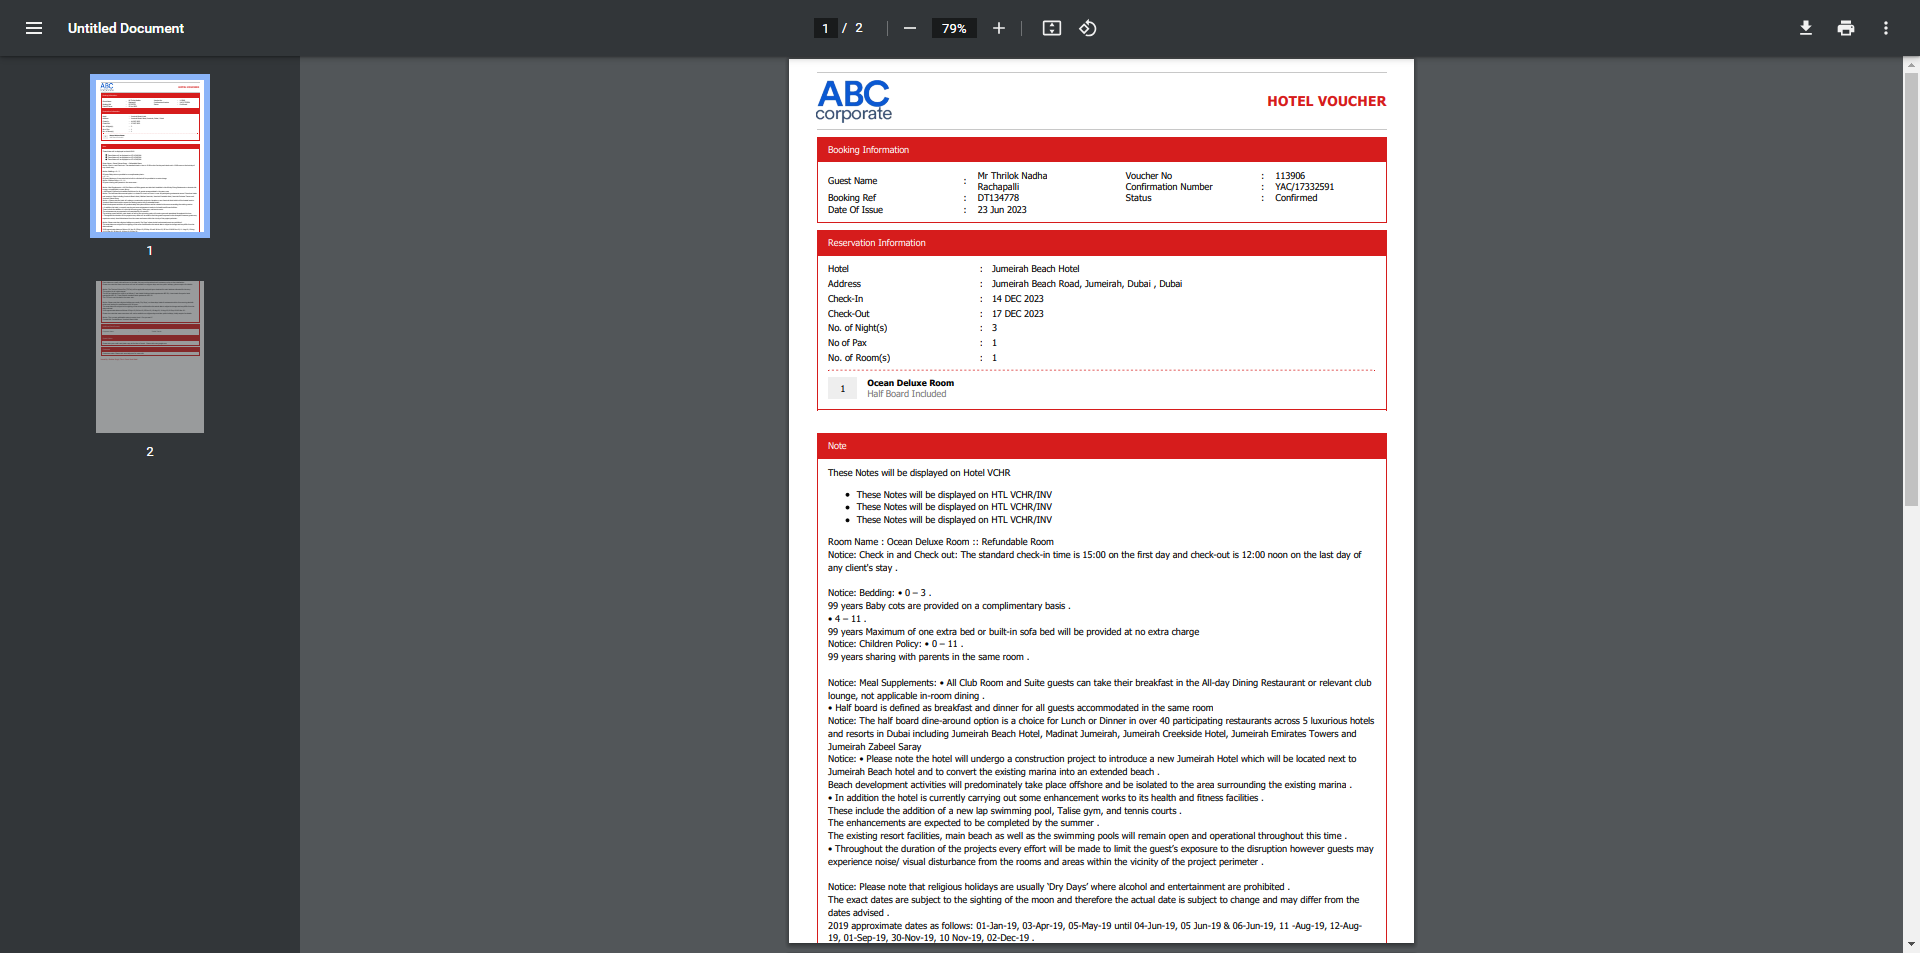 Untitled Document
1 / 2
79%
1
2
ABC
corporate
HOTEL VOUCHER
Booking Information
Guest Name : Mr Thrilok Nadha Rachapalli
Booking Ref : DT134778
Date Of Issue : 23 Jun 2023
Voucher No : 113906
Confirmation Number : YAC/17332591
Status : Confirmed
Reservation Information
Hotel : Jumeirah Beach Hotel
Address : Jumeirah Beach Road, Jumeirah, Dubai , Dubai
Check-In : 14 DEC 2023
Check-Out : 17 DEC 2023
No. of Night(s) : 3
No of Pax : 1
No. of Room(s) : 1
1 Ocean Deluxe Room
Half Board Included
Note
These Notes will be displayed on Hotel VCHR
• These Notes will be displayed on HTL VCHR/INV
• These Notes will be displayed on HTL VCHR/INV
• These Notes will be displayed on HTL VCHR/INV
Room Name : Ocean Deluxe Room :: Refundable Room
Notice: Check in and Check out: The standard check-in time is 15:00 on the first day and check-out is 12:00 noon on the last day of
any client's stay .
Notice: Bedding: • 0 – 3 .
99 years Baby cots are provided on a complimentary basis .
• 4 – 11 .
99 years Maximum of one extra bed or built-in sofa bed will be provided at no extra charge
Notice: Children Policy: • 0 – 11 .
99 years sharing with parents in the same room .
Notice: Meal Supplements: • All Club Room and Suite guests can take their breakfast in the All-day Dining Restaurant or relevant club
lounge, not applicable in-room dining .
• Half board is defined as breakfast and dinner for all guests accommodated in the same room
Notice: The half board dine-around option is a choice for Lunch or Dinner in over 40 participating restaurants across 5 luxurious hotels
and resorts in Dubai including Jumeirah Beach Hotel, Madinat Jumeirah, Jumeirah Creekside Hotel, Jumeirah Emirates Towers and
Jumeirah Zabeel Saray
Notice: • Please note the hotel will undergo a construction project to introduce a new Jumeirah Hotel which will be located next to
Jumeirah Beach hotel and to convert the existing marina into an extended beach .
Beach development activities will predominately take place offshore and be isolated to the area surrounding the existing marina .
• In addition the hotel is currently carrying out some enhancement works to its health and fitness facilities .
These include the addition of a new lap swimming pool, Talise gym, and tennis courts .
The enhancements are expected to be completed by the summer .
The existing resort facilities, main beach as well as the swimming pools will remain open and operational throughout this time .
• Throughout the duration of the projects every effort will be made to limit the guest's exposure to the disruption however guests may
experience noise/ visual disturbance from the rooms and areas within the vicinity of the project perimeter .
Notice: Please note that religious holidays are usually 'Dry Days' where alcohol and entertainment are prohibited .
The exact dates are subject to the sighting of the moon and therefore the actual date is subject to change and may differ from the
dates advised .
2019 approximate dates as follows: 01-Jan-19, 03-Apr-19, 05-May-19 until 04-Jun-19, 05 Jun-19 & 06-Jun-19, 11 -Aug-19, 12-Aug-
19, 01-Sep-19, 30-Nov-19, 10 Nov-19, 02-Dec-19 .